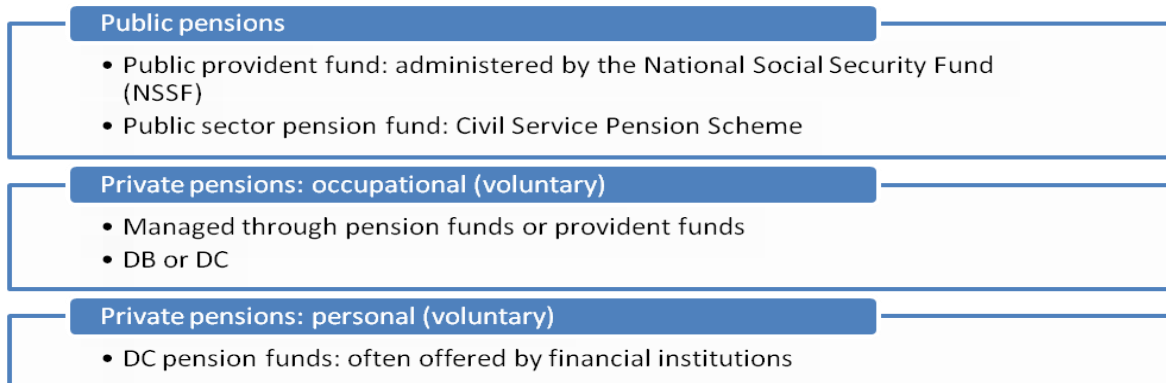 Public pensions
• Public provident fund: administered by the National Social Security Fund
(NSSF)
• Public sector pension fund: Civil Service Pension Scheme
Private pensions: occupational (voluntary)
• Managed through pension funds or provident funds
• DB or DC
Private pensions: personal (voluntary)
• DC pension funds: often offered by financial institutions